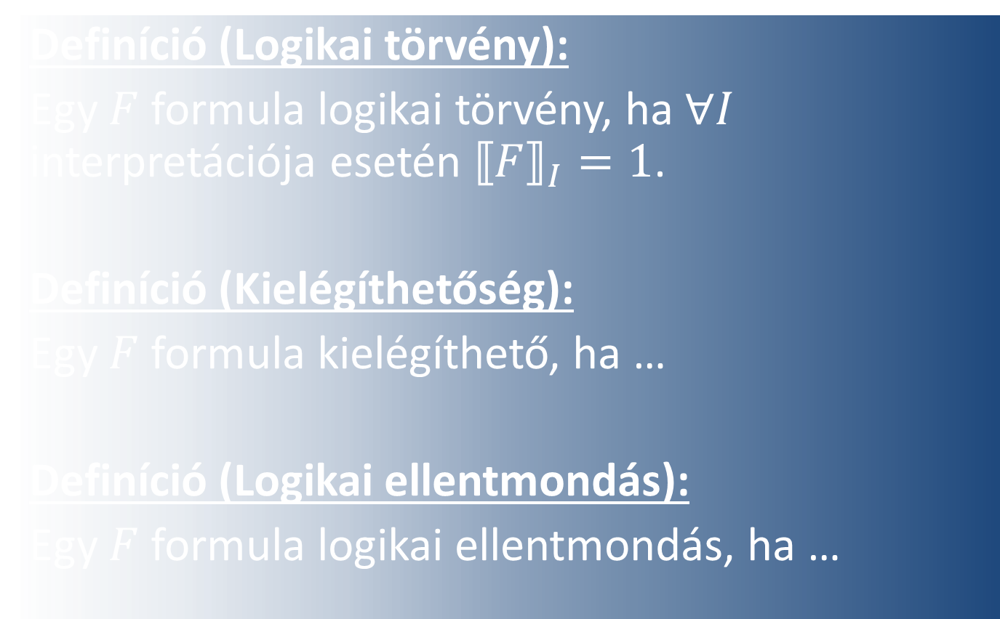 Definíció (Logikai törvény):
Egy 𝐹 formula logikai törvény, ha ∀𝐼
interpretációja esetén ⟦𝐹⟧_𝐼 = 1.
Definíció (Kielégíthetőség):
Egy 𝐹 formula kielégíthető, ha …
Definíció (Logikai ellentmondás):
Egy 𝐹 formula logikai ellentmondás, ha …